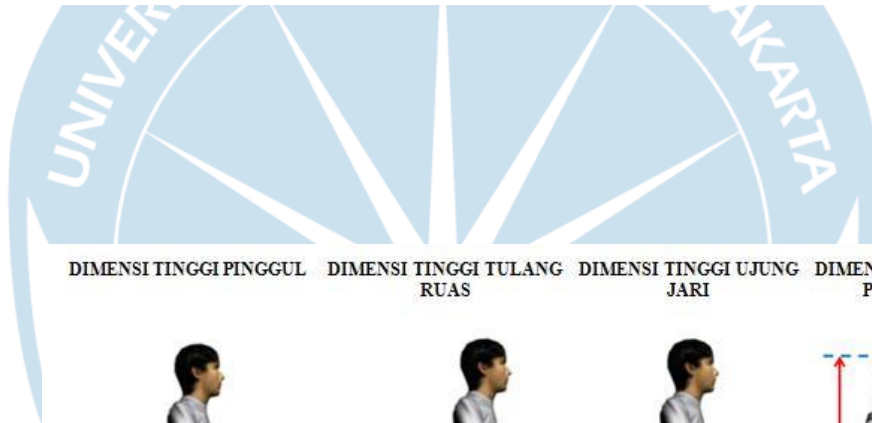 DIMENSI TINGGI PINGGUL
DIMENSI TINGGI TULANG
RUAS
DIMENSI TINGGI UJUNG
JARI